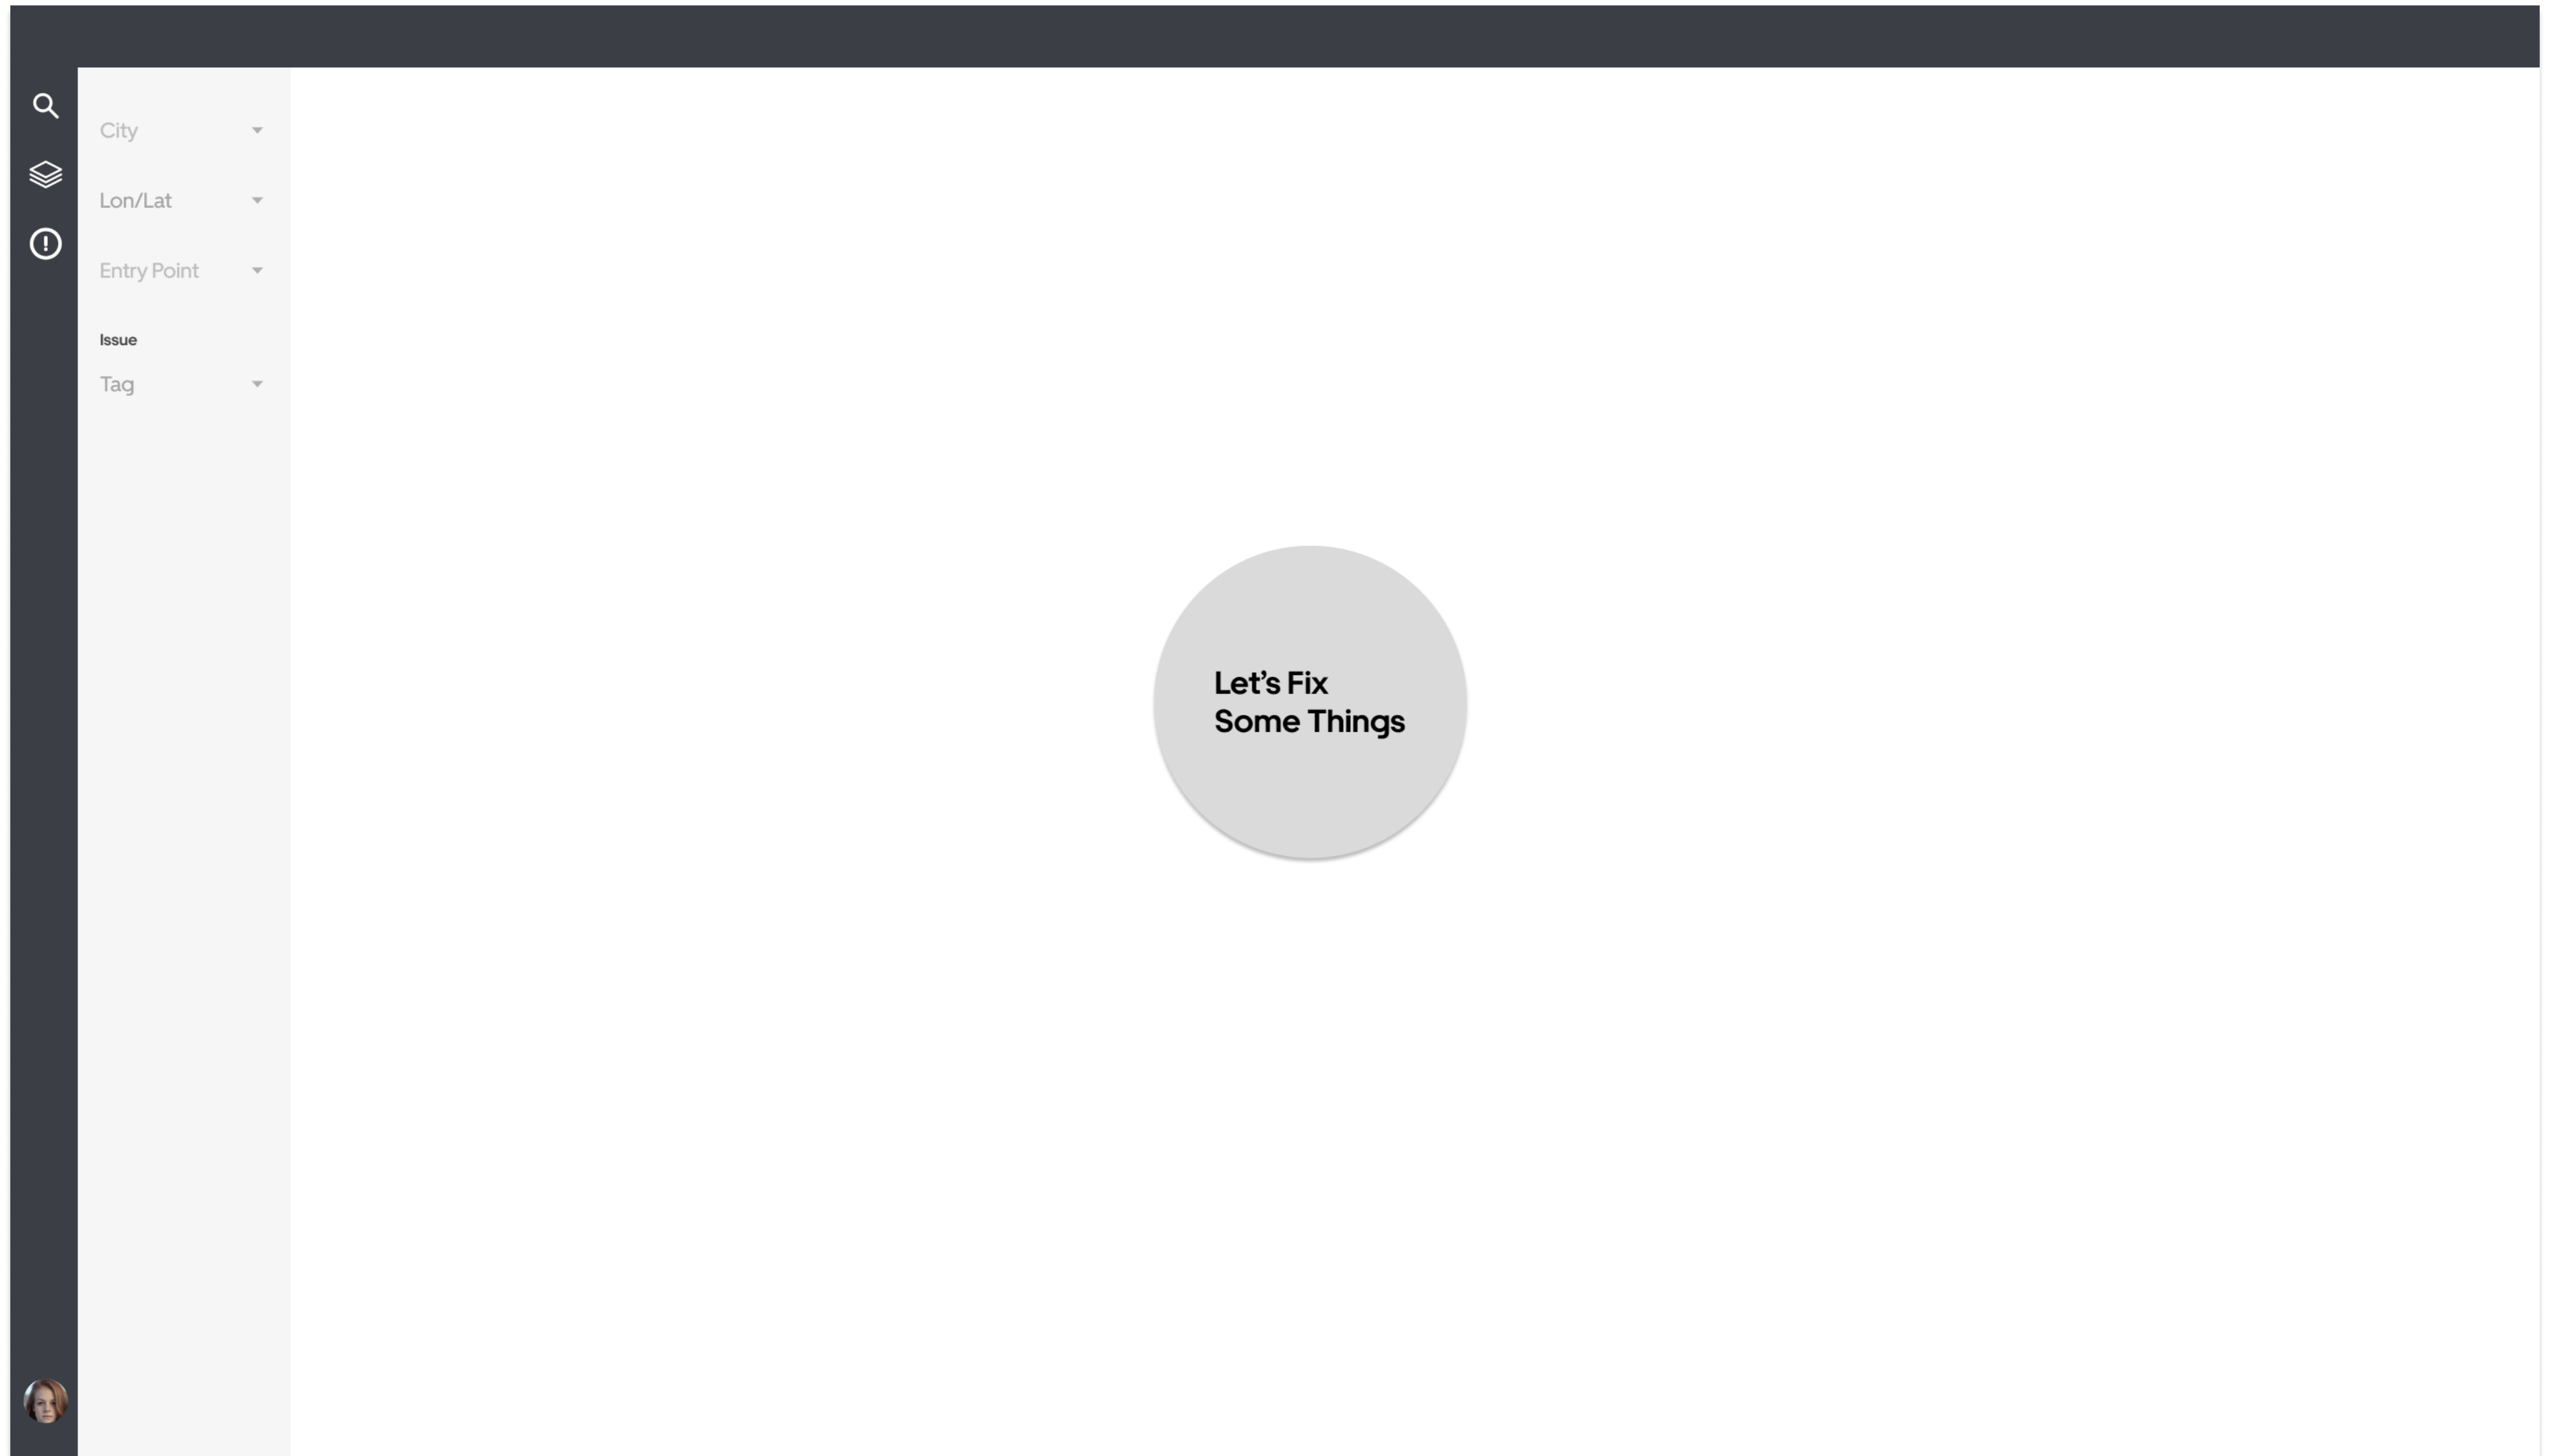 City
Lon/Lat
Entry Point
Issue
Tag
Let’s Fix
Some Things